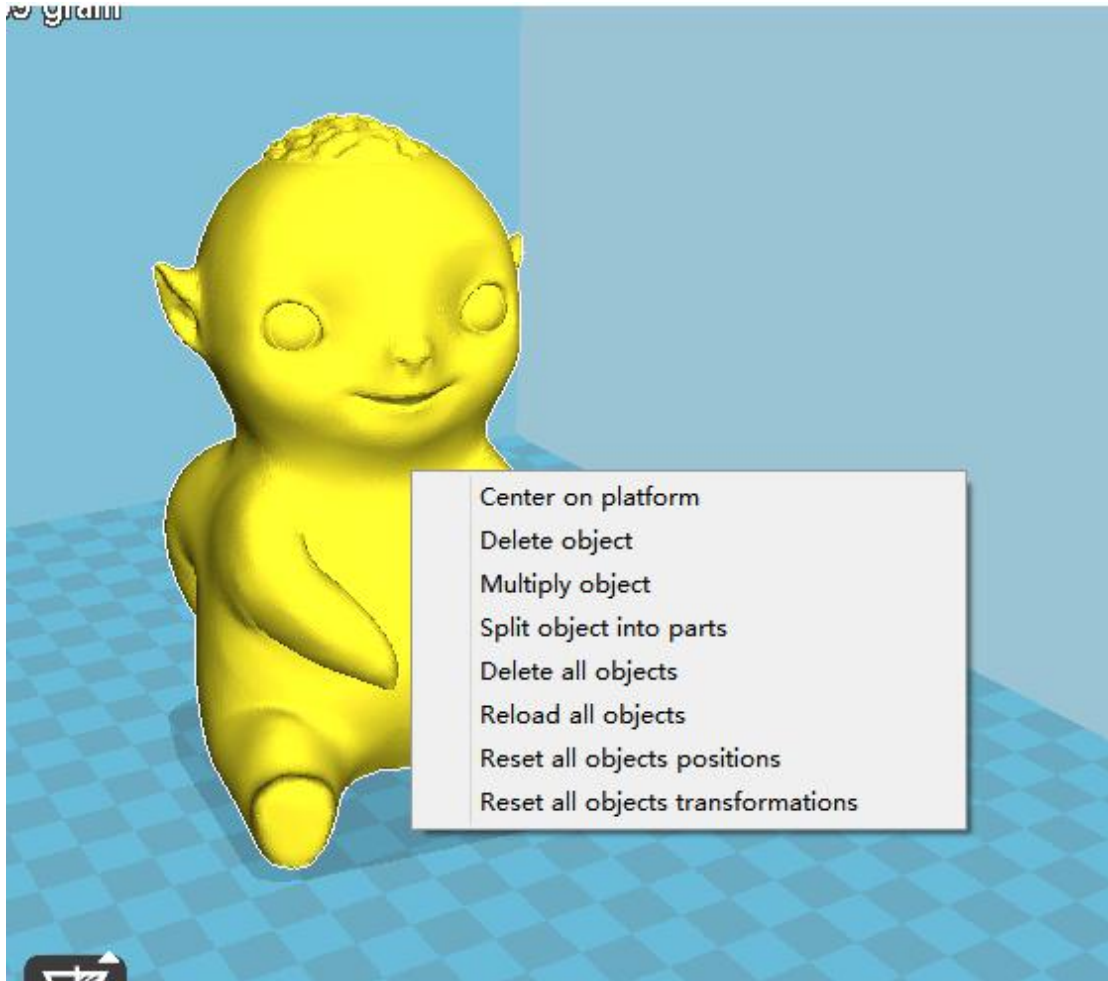 gram
Center on platform
Delete object
Multiply object
Split object into parts
Delete all objects
Reload all objects
Reset all objects positions
Reset all objects transformations